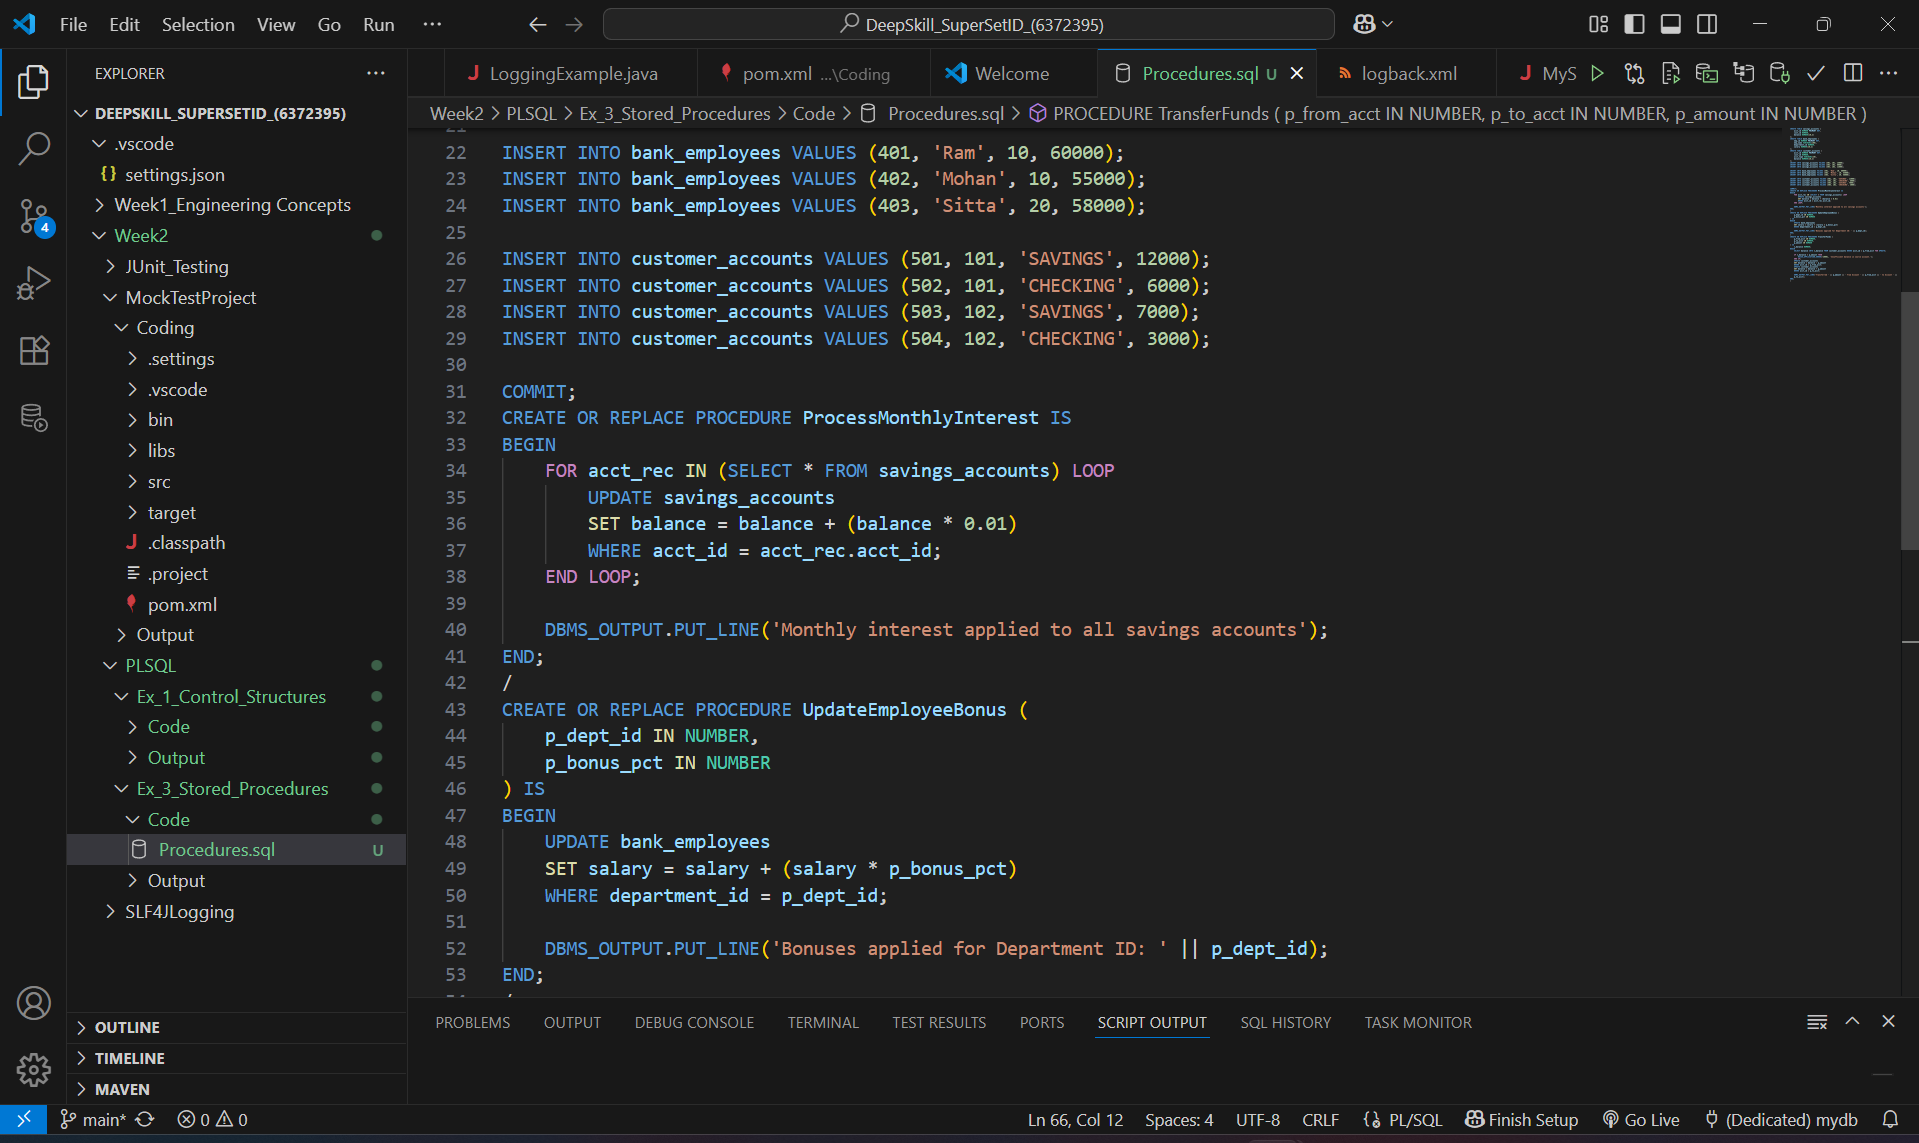 File Edit Selection View Go Run ··· DeepSkill_SuperSetID_(6372395)
EXPLORER ···
DEEPSKILL_SUPERSETID_(6372395)
.vscode
{} settings.json
Week1_Engineering Concepts
Week2
JUnit_Testing
MockTestProject
Coding
.settings
.vscode
bin
libs
src
target
J .classpath
.project
pom.xml
Output
PLSQL
Ex_1_Control_Structures
Code
Output
Ex_3_Stored_Procedures
Code
Procedures.sql U
Output
SLF4JLogging
OUTLINE
TIMELINE
MAVEN
4
J LoggingExample.java pom.xml ...\Coding Welcome Procedures.sql U J logback.xml J MyS
Week2 > PLSQL > Ex_3_Stored_Procedures > Code > Procedures.sql > PROCEDURE TransferFunds ( p_from_acct IN NUMBER, p_to_acct IN NUMBER, p_amount IN NUMBER )
22 INSERT INTO bank_employees VALUES (401, 'Ram', 10, 60000);
23 INSERT INTO bank_employees VALUES (402, 'Mohan', 10, 55000);
24 INSERT INTO bank_employees VALUES (403, 'Sitta', 20, 58000);
25
26 INSERT INTO customer_accounts VALUES (501, 101, 'SAVINGS', 12000);
27 INSERT INTO customer_accounts VALUES (502, 101, 'CHECKING', 6000);
28 INSERT INTO customer_accounts VALUES (503, 102, 'SAVINGS', 7000);
29 INSERT INTO customer_accounts VALUES (504, 102, 'CHECKING', 3000);
30
31 COMMIT;
32 CREATE OR REPLACE PROCEDURE ProcessMonthlyInterest IS
33 BEGIN
34 FOR acct_rec IN (SELECT * FROM savings_accounts) LOOP
35 UPDATE savings_accounts
36 SET balance = balance + (balance * 0.01)
37 WHERE acct_id = acct_rec.acct_id;
38 END LOOP;
39
40 DBMS_OUTPUT.PUT_LINE('Monthly interest applied to all savings accounts');
41 END;
42 /
43 CREATE OR REPLACE PROCEDURE UpdateEmployeeBonus (
44 p_dept_id IN NUMBER,
45 p_bonus_pct IN NUMBER
46 ) IS
47 BEGIN
48 UPDATE bank_employees
49 SET salary = salary + (salary * p_bonus_pct)
50 WHERE department_id = p_dept_id;
51
52 DBMS_OUTPUT.PUT_LINE('Bonuses applied for Department ID: ' || p_dept_id);
53 END;
PROBLEMS OUTPUT DEBUG CONSOLE TERMINAL TEST RESULTS PORTS SCRIPT OUTPUT SQL HISTORY TASK MONITOR
main* 0 0 Ln 66, Col 12 Spaces: 4 UTF-8 CRLF PL/SQL Finish Setup Go Live (Dedicated) mydb